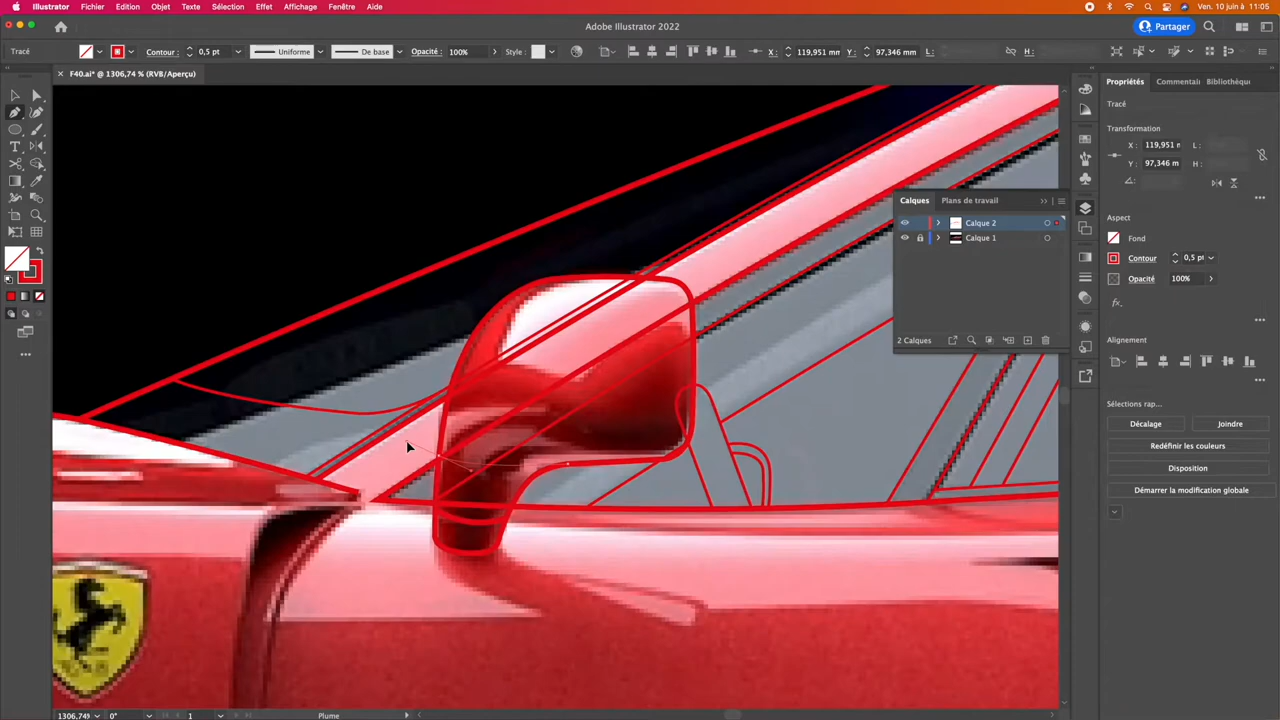 Illustrator Fichier Edition Objet Texte Sélection Effet Affichage Fenêtre Aide
Ven. 10 juin à 11:05
Adobe Illustrator 2022
Partager
Tracé
Contour : 0,5 pt
Uniforme
De base
Opacité : 100%
Style :
X : 119,951 mm
Y : 97,346 mm
L :
H :
F40.ai* @ 1306,74 % (RVB/Aperçu)
Propriétés
Commentai
Bibliothèque
Tracé
Transformation
X : 119,951 m
L :
Y : 97,346 m
H :
Calques
Plans de travail
Calque 2
Calque 1
2 Calques
Aspect
Fond
Contour
0,5 pt
Opacité
100%
Alignement
Sélections rap...
Décalage
Joindre
Redéfinir les couleurs
Disposition
Démarrer la modification globale
0°
1
Plume